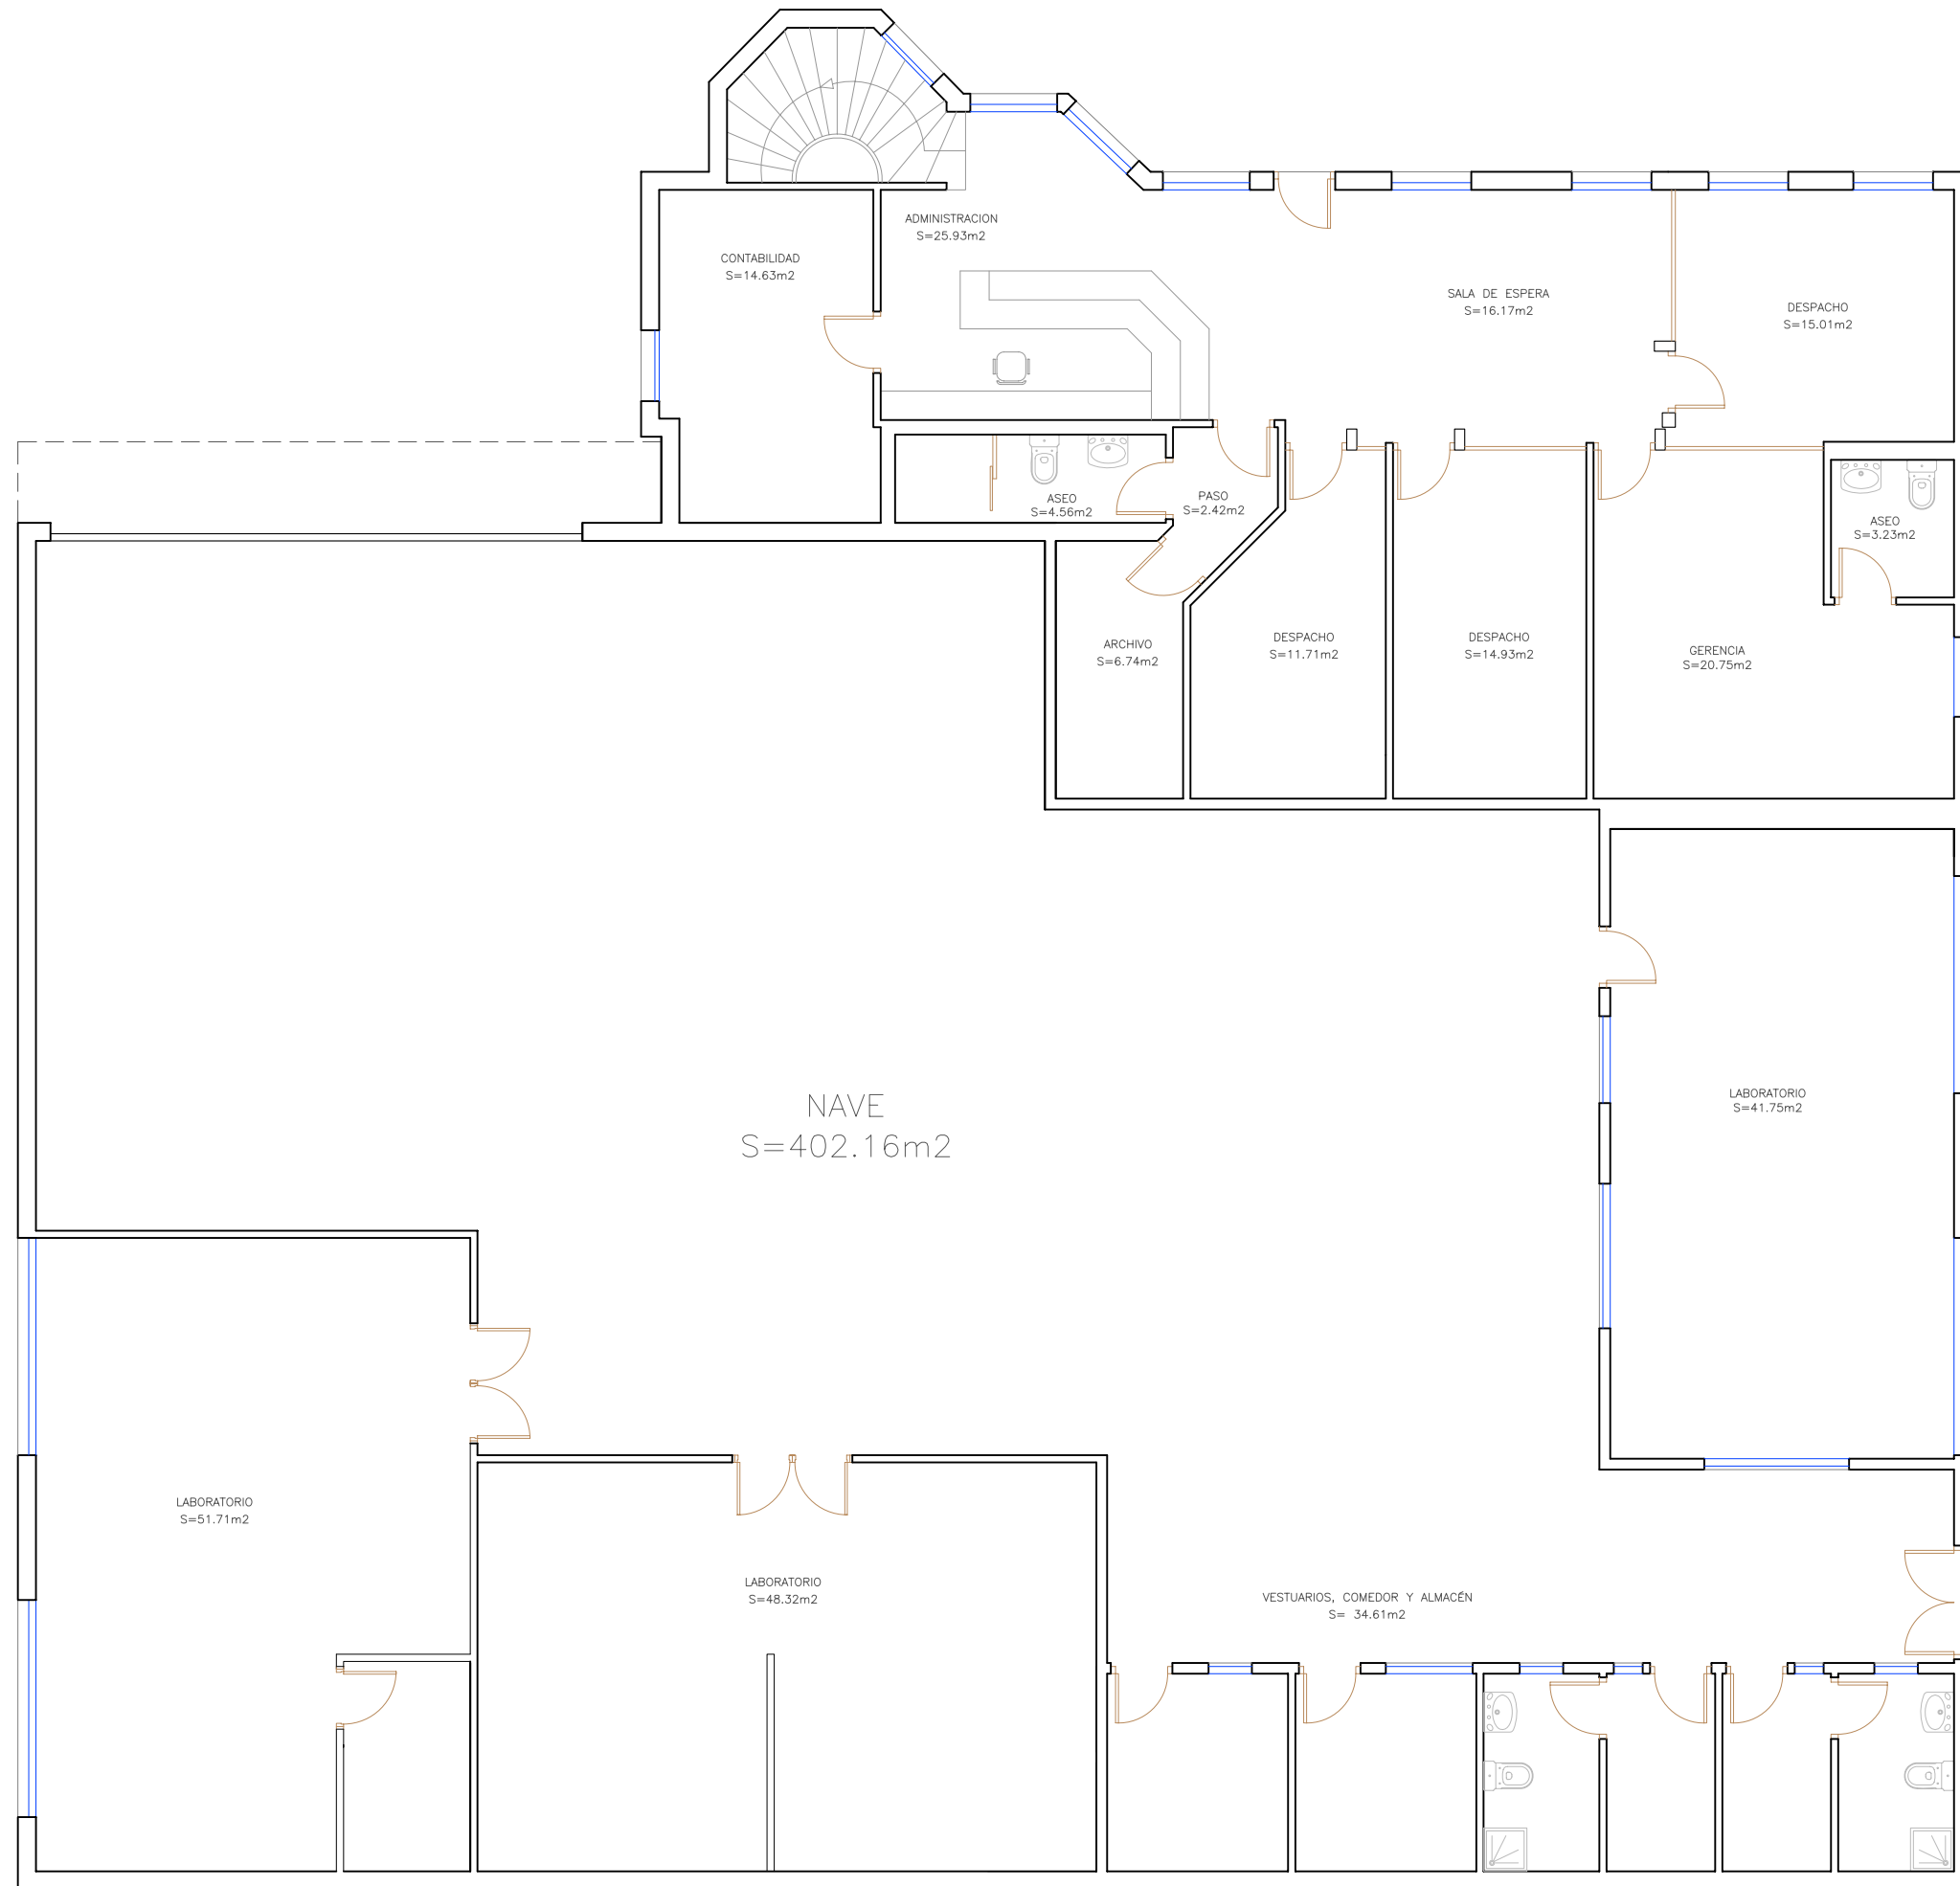 ADMINISTRACION
S=25.93m2
CONTABILIDAD
S=14.63m2
SALA DE ESPERA
S=16.17m2
DESPACHO
S=15.01m2
ASEO
S=4.56m2
PASO
S=2.42m2
ASEO
S=3.23m2
ARCHIVO
S=6.74m2
DESPACHO
S=11.71m2
DESPACHO
S=14.93m2
GERENCIA
S=20.75m2
NAVE
S=402.16m2
LABORATORIO
S=41.75m2
LABORATORIO
S=51.71m2
LABORATORIO
S=48.32m2
VESTUARIOS, COMEDOR Y ALMACÉN
S= 34.61m2